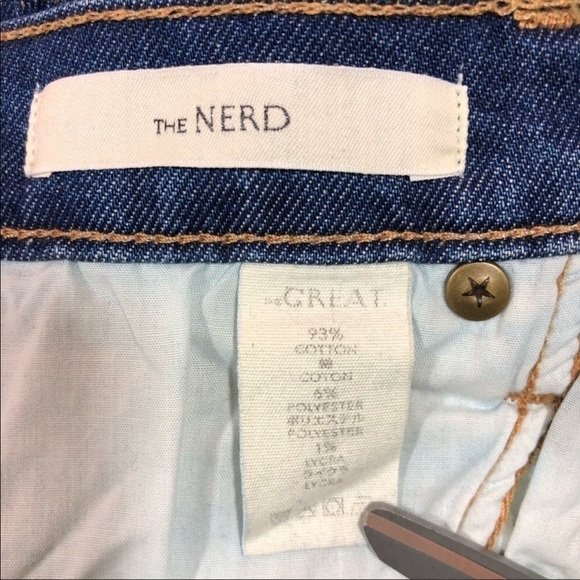 THE NERD
THE GREAT.
93%
COTTON
綿
COTON
6%
POLYESTER
ポリエステル
POLYESTER
1%
LYCRA
ライクラ
LYCRA